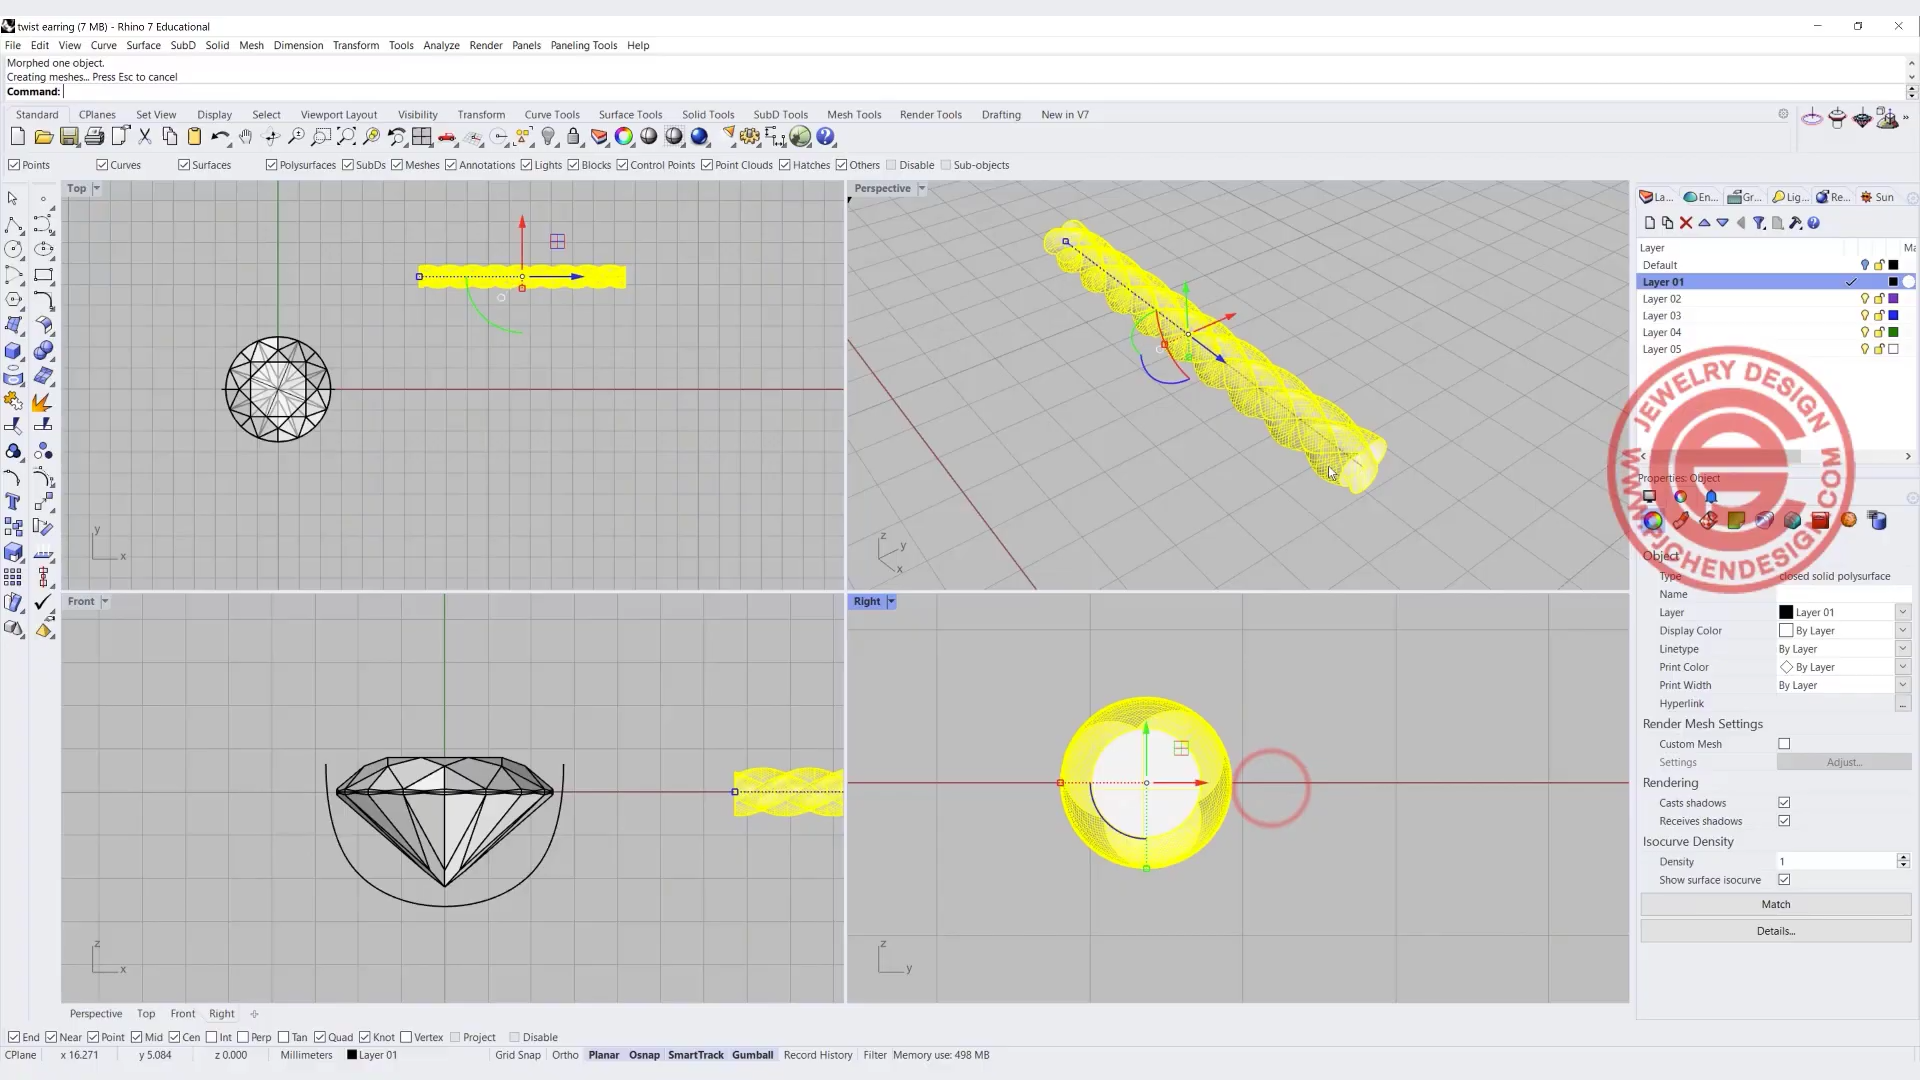 twist earring (7 MB) - Rhino 7 Educational
File Edit View Curve Surface SubD Solid Mesh Dimension Transform Tools Analyze Render Panels Paneling Tools Help
Morphed one object.
Creating meshes... Press Esc to cancel
Command:
Standard CPlanes Set View Display Select Viewport Layout Visibility Transform Curve Tools Surface Tools Solid Tools SubD Tools Mesh Tools Render Tools Drafting New in V7
Points Curves Surfaces Polysurfaces SubDs Meshes Annotations Lights Blocks Control Points Point Clouds Hatches Others Disable Sub-objects
Top
Perspective
La... En... Gr... Lig... Re... Sun
Layer Ma
Default
Layer 01
Layer 02
Layer 03
Layer 04
Layer 05
JEWELRY DESIGN
WWW.PJCHENDESIGN.COM
Properties: Object
Object
Type closed solid polysurface
Name
Layer Layer 01
Display Color By Layer
Linetype By Layer
Print Color By Layer
Print Width By Layer
Hyperlink ...
Render Mesh Settings
Custom Mesh
Settings Adjust...
Rendering
Casts shadows
Receives shadows
Isocurve Density
Density 1
Show surface isocurve
Match
Details...
y
x
z
y
x
Front
Right
z
x
z
y
Perspective Top Front Right
End Near Point Mid Cen Int Perp Tan Quad Knot Vertex Project Disable
CPlane x 16.271 y 5.084 z 0.000 Millimeters Layer 01 Grid Snap Ortho Planar Osnap SmartTrack Gumball Record History Filter Memory use: 498 MB